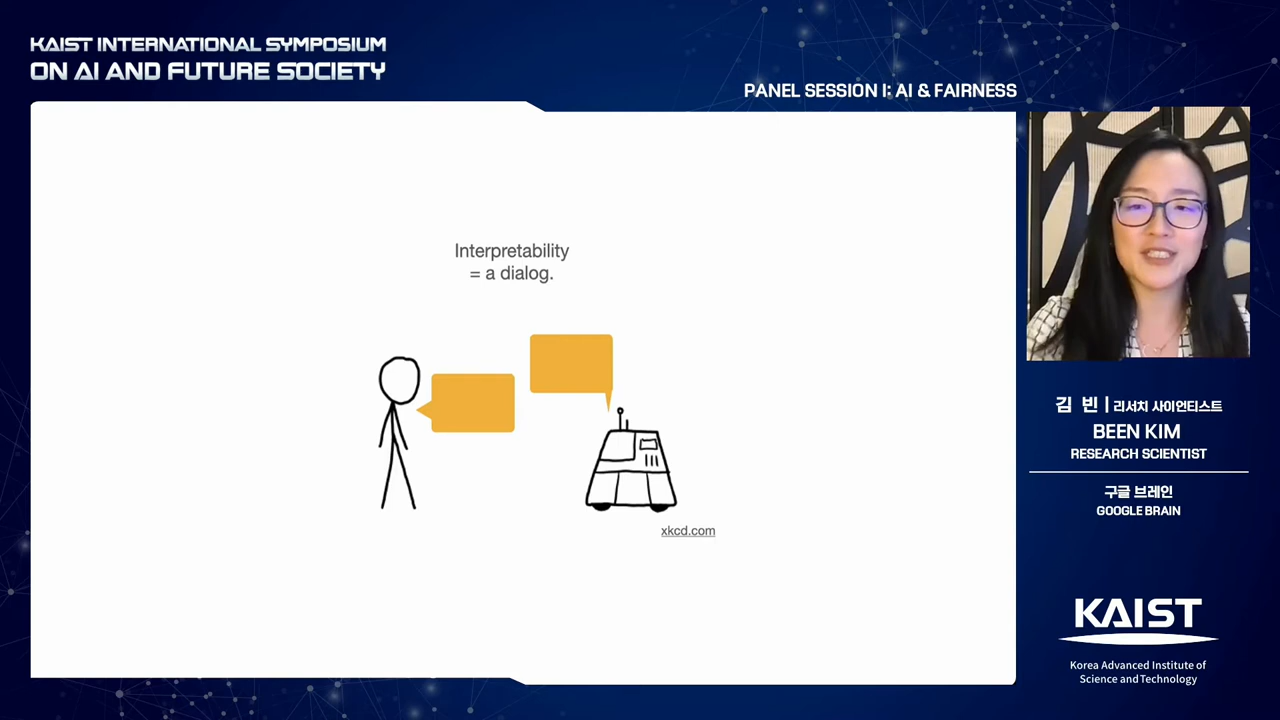 KAIST INTERNATIONAL SYMPOSIUM
ON AI AND FUTURE SOCIETY
PANEL SESSION I: AI & FAIRNESS
Interpretability
= a dialog.
xkcd.com
김 빈 | 리서치 사이언티스트
BEEN KIM
RESEARCH SCIENTIST
구글 브레인
GOOGLE BRAIN
KAIST
Korea Advanced Institute of
Science and Technology